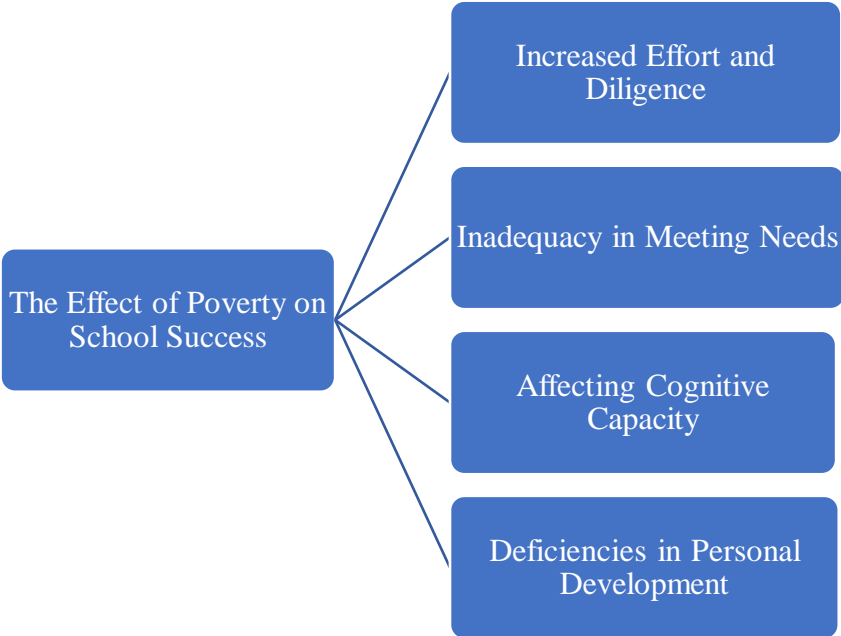 Increased Effort and
Diligence
Inadequacy in Meeting Needs
The Effect of Poverty on
School Success
Affecting Cognitive
Capacity
Deficiencies in Personal
Development